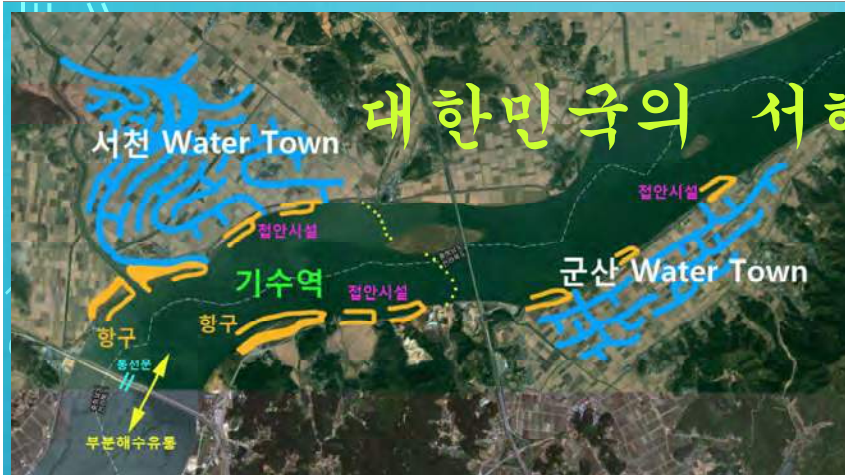 대한민국의 서해
서천 Water Town
접안시설
접안시설
기수역
접안시설
군산 Water Town
항구
항구
통선문
부분해수유통